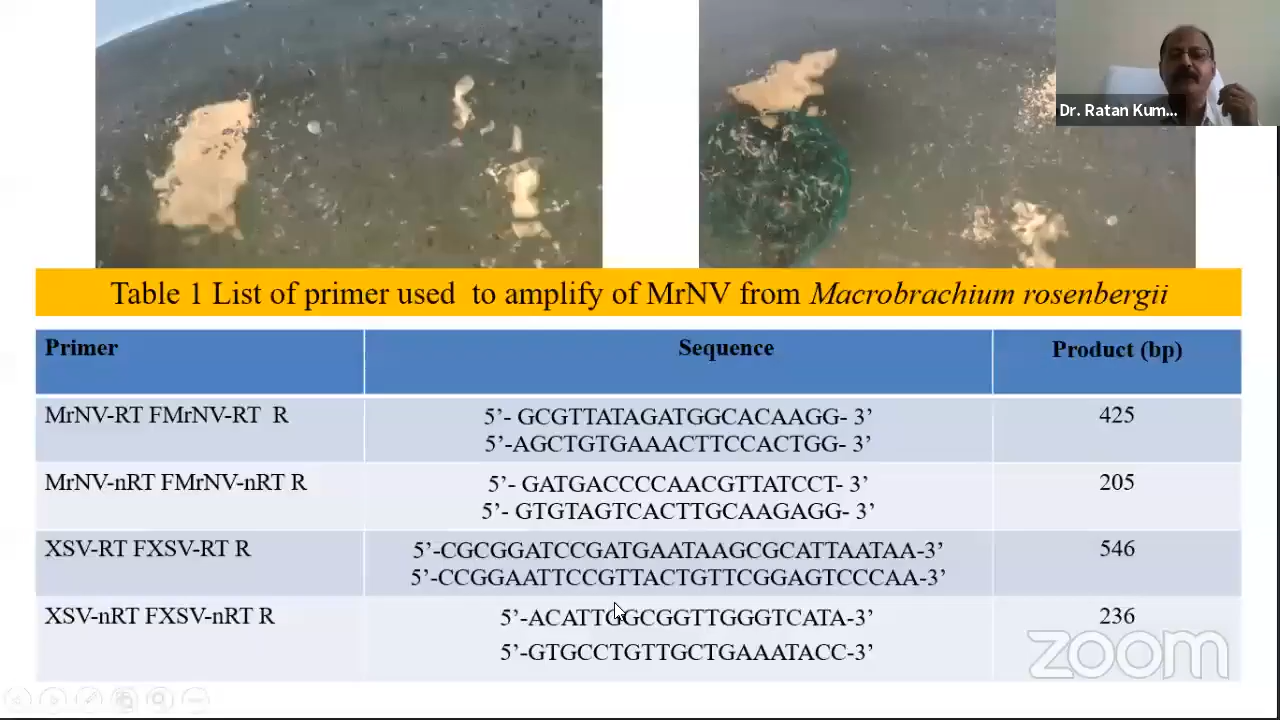 Dr. Ratan Kum...
Table 1 List of primer used to amplify of MrNV from Macrobrachium rosenbergii
Primer Sequence Product (bp)
MrNV-RT FMrNV-RT R 5’- GCGTTATAGATGGCACAAGG- 3’ 425
5’-AGCTGTGAAACTTCCACTGG- 3’
MrNV-nRT FMrNV-nRT R 5’- GATGACCCCAACGTTATCCT- 3’ 205
5’- GTGTAGTCACTTGCAAGAGG- 3’
XSV-RT FXSV-RT R 5’-CGCGGATCCGATGAATAAGCGCATTAATAA-3’ 546
5’-CCGGAATTCCGTTACTGTTCGGAGTCCCAA-3’
XSV-nRT FXSV-nRT R 236
5’-GTGCCTGTTGCTGAAATACC-3’
zoom